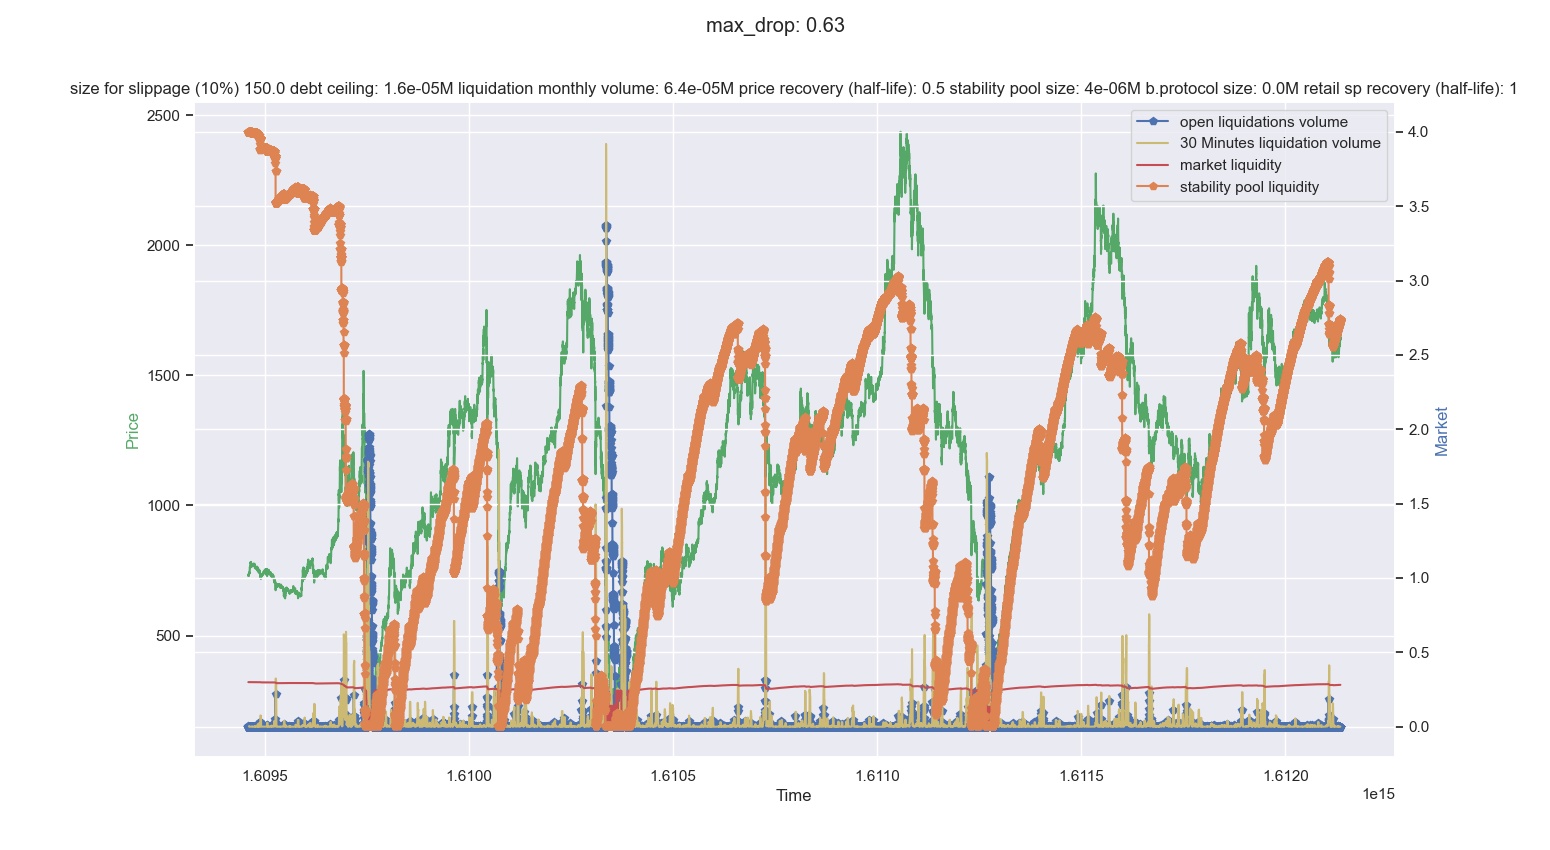 max_drop: 0.63
size for slippage (10%) 150.0 debt ceiling: 1.6e-05M liquidation monthly volume: 6.4e-05M price recovery (half-life): 0.5 stability pool size: 4e-06M b.protocol size: 0.0M retail sp recovery (half-life): 1
open liquidations volume
30 Minutes liquidation volume
market liquidity
stability pool liquidity
2500
2000
1500
1000
500
Price
4.0
3.5
3.0
2.5
2.0
1.5
1.0
0.5
0.0
Market
1.6095
1.6100
1.6105
1.6110
1.6115
1.6120
1e15
Time